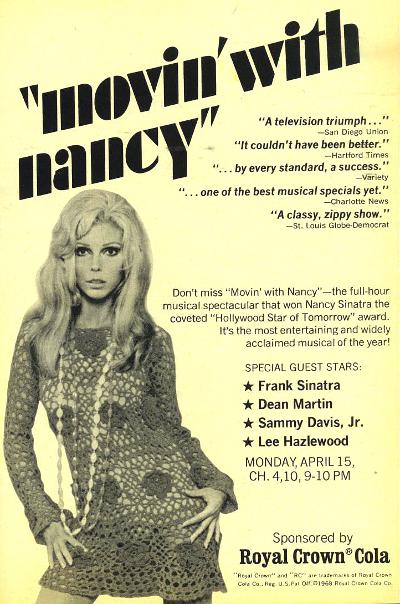 "movin' with
nancy"
"A television triumph..."
—San Diego Union
"It couldn't have been better."
—Hartford Times
"...by every standard, a success."
—Variety
"...one of the best musical specials yet."
—Charlotte News
"A classy, zippy show."
—St. Louis Globe-Democrat
Don't miss "Movin' with Nancy"—the full-hour
musical spectacular that won Nancy Sinatra the
coveted "Hollywood Star of Tomorrow" award.
It's the most entertaining and widely
acclaimed musical of the year!
SPECIAL GUEST STARS:
★ Frank Sinatra
★ Dean Martin
★ Sammy Davis, Jr.
★ Lee Hazlewood
MONDAY, APRIL 15,
CH. 4,10, 9-10 PM
Sponsored by
Royal Crown® Cola
"Royal Crown" and "RC" are trademarks of Royal Crown
Cola Co., Reg. U.S. Pat. Off. ©1968 Royal Crown Cola Co.